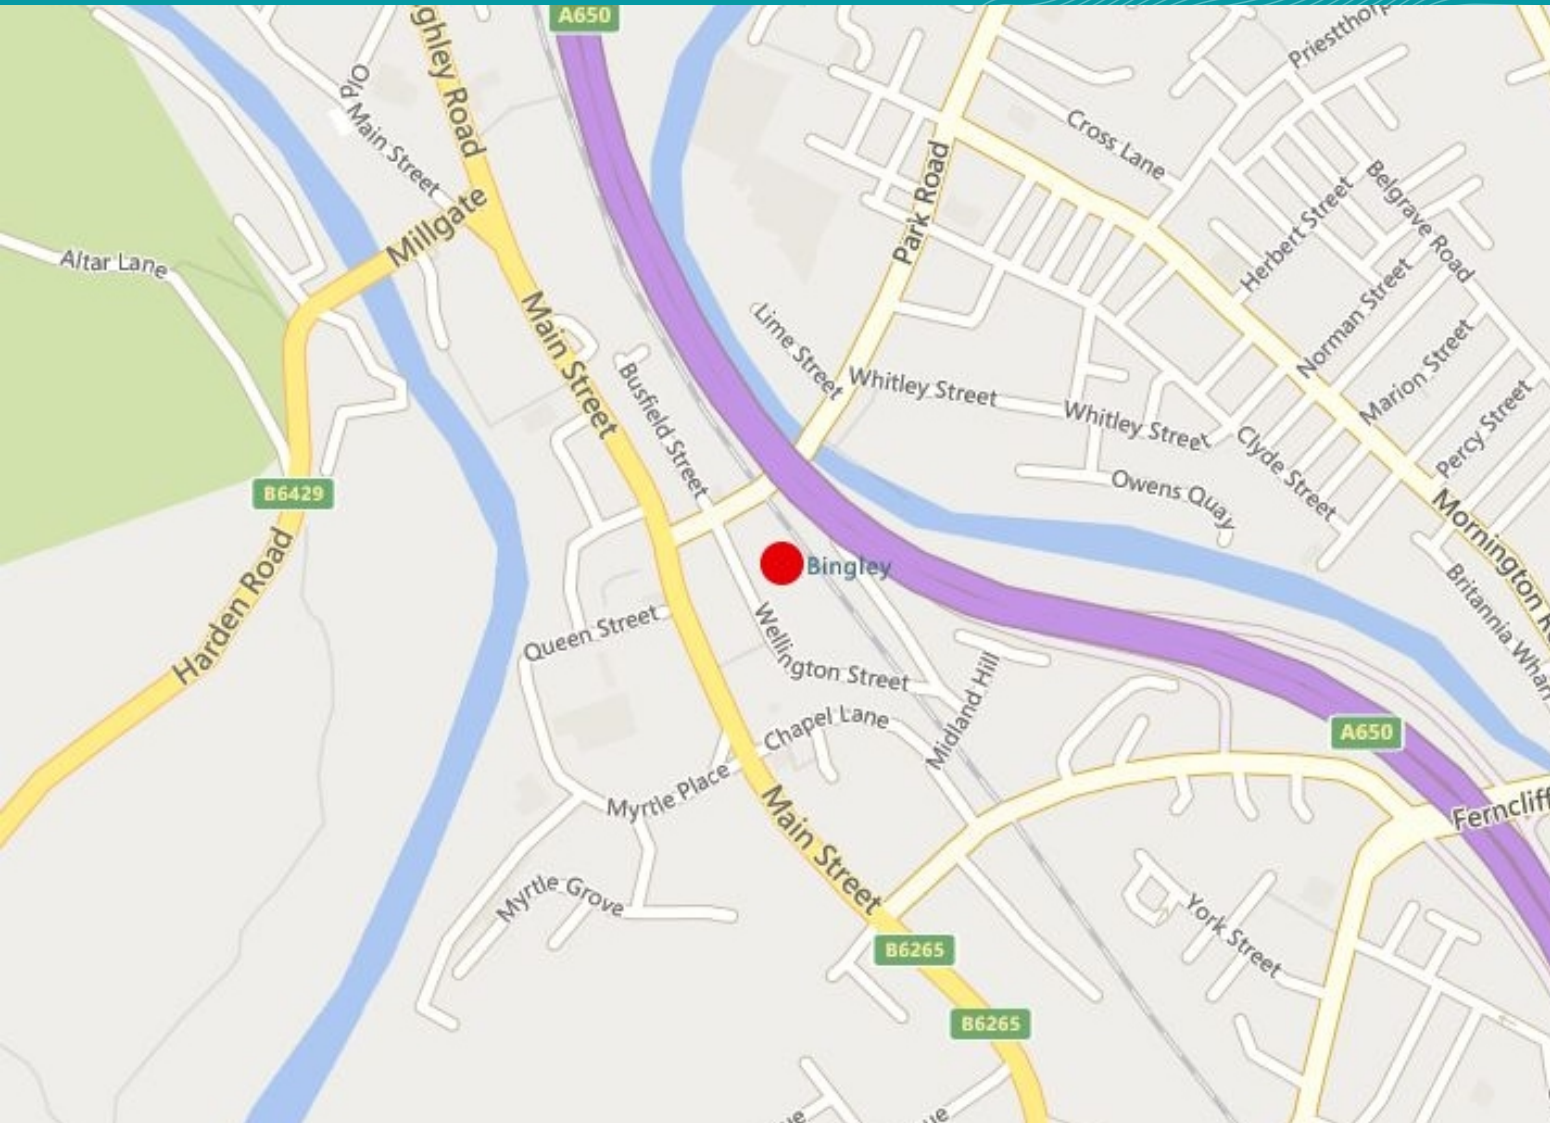 A650
ghley Road
Priestthorp
Old
Main Street
Cross Lane
Park Road
Millgate
Belgrave Road
Herbert Street
Altar Lane
Norman Street
Main Street
Lime Street
Marion Street
Busfield Street
Whitley Street
Whitley Street
Percy Street
Clyde Street
Owens Quay
B6429
Mornington R
Harden Road
Bingley
Britannia Wharf
Queen Street
Wellington Street
Midland Hill
Chapel Lane
A650
Myrtle Place
Main Street
Ferncliff
Myrtle Grove
York Street
B6265
B6265
ue
ue